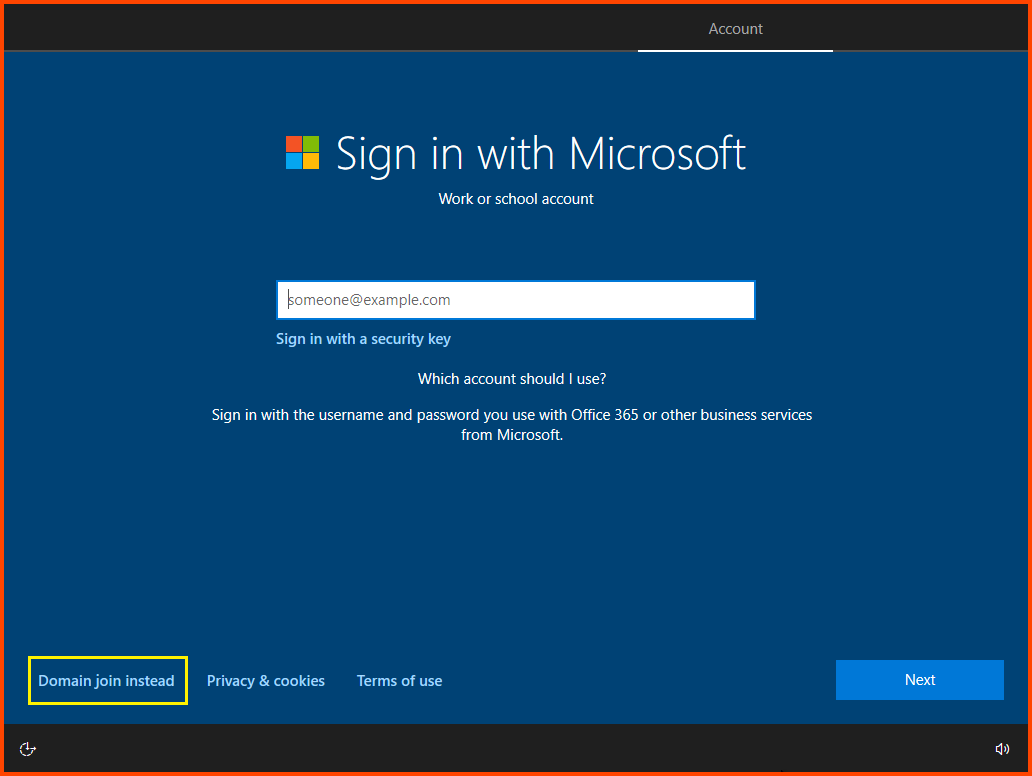 Account
Sign in with Microsoft
Work or school account
someone@example.com
Sign in with a security key
Which account should I use?
Sign in with the username and password you use with Office 365 or other business services
from Microsoft.
Domain join instead
Privacy & cookies
Terms of use
Next